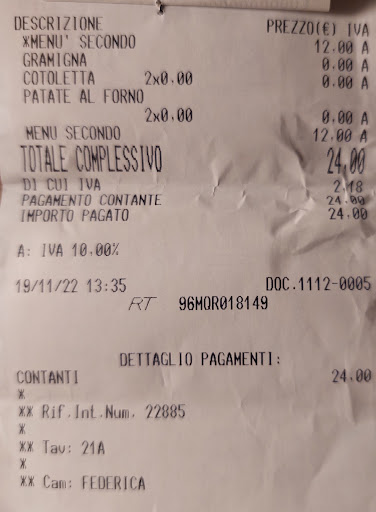 DESCRIZIONE PREZZO(€) IVA
*MENU' SECONDO 12.00 A
GRAMIGNA 0.00 A
COTOLETTA 2x0.00 0.00 A
PATATE AL FORNO
2x0.00 0.00 A
MENU SECONDO 12.00 A
TOTALE COMPLESSIVO 24,00
DI CUI IVA 2.18
PAGAMENTO CONTANTE 24.00
IMPORTO PAGATO 24.00
A: IVA 10.00%
19/11/22 13:35 DOC.1112-0005
RT 96MQR018149
DETTAGLIO PAGAMENTI:
CONTANTI 24.00
*
** Rif.Int.Num. 22885
*
** Tav: 21A
*
** Cam: FEDERICA